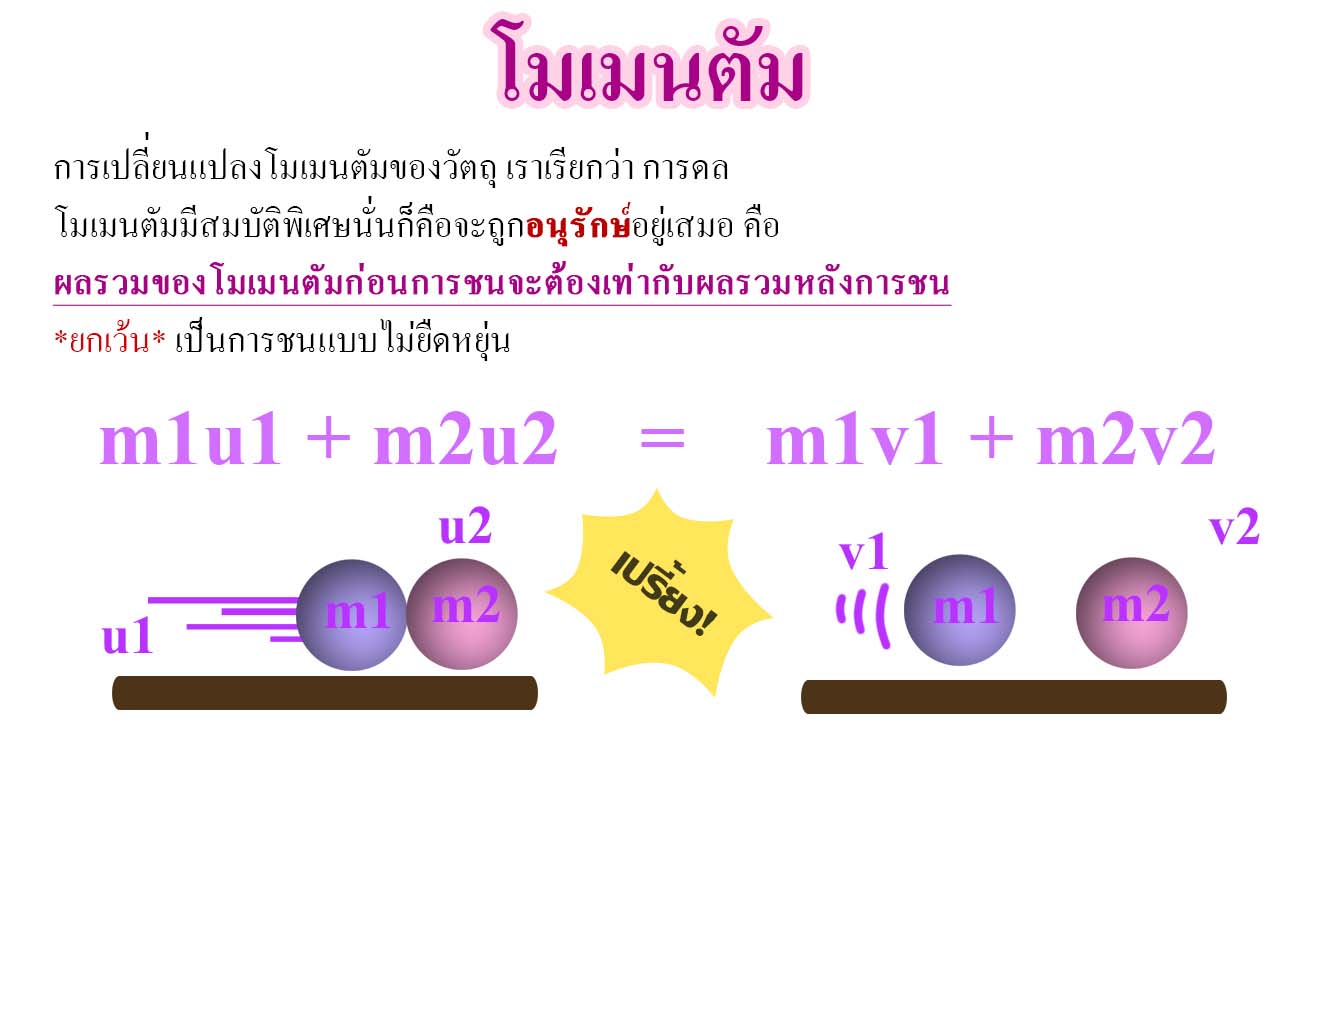 โมเมนตัม
การเปลี่ยนแปลงโมเมนตัมของวัตถุ เราเรียกว่า การดล
โมเมนตัมมีสมบัติพิเศษนั่นก็คือจะถูกอนุรักษ์อยู่เสมอ คือ
ผลรวมของโมเมนตัมก่อนการชนจะต้องเท่ากับผลรวมหลังการชน
*ยกเว้น* เป็นการชนแบบไม่ยืดหยุ่น
m1u1 + m2u2 = m1v1 + m2v2
u2
v2
v1
เปรี้ยง!
m1
m2
m1
m2
u1